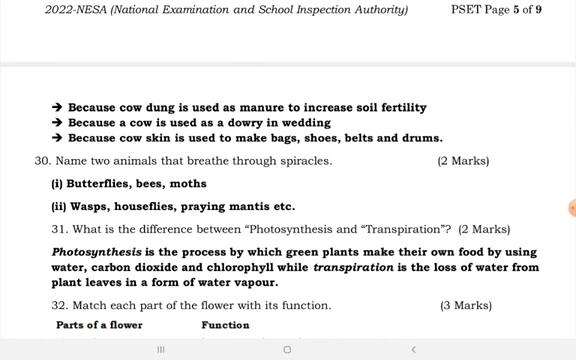 2022-NESA (National Examination and School Inspection Authority) PSET Page 5 of 9
→ Because cow dung is used as manure to increase soil fertility
→ Because a cow is used as a dowry in wedding
→ Because cow skin is used to make bags, shoes, belts and drums.
30. Name two animals that breathe through spiracles. (2 Marks)
(i) Butterflies, bees, moths
(ii) Wasps, houseflies, praying mantis etc.
31. What is the difference between “Photosynthesis and “Transpiration”? (2 Marks)
Photosynthesis is the process by which green plants make their own food by using
water, carbon dioxide and chlorophyll while transpiration is the loss of water from
plant leaves in a form of water vapour.
32. Match each part of the flower with its function. (3 Marks)
Parts of a flower Function